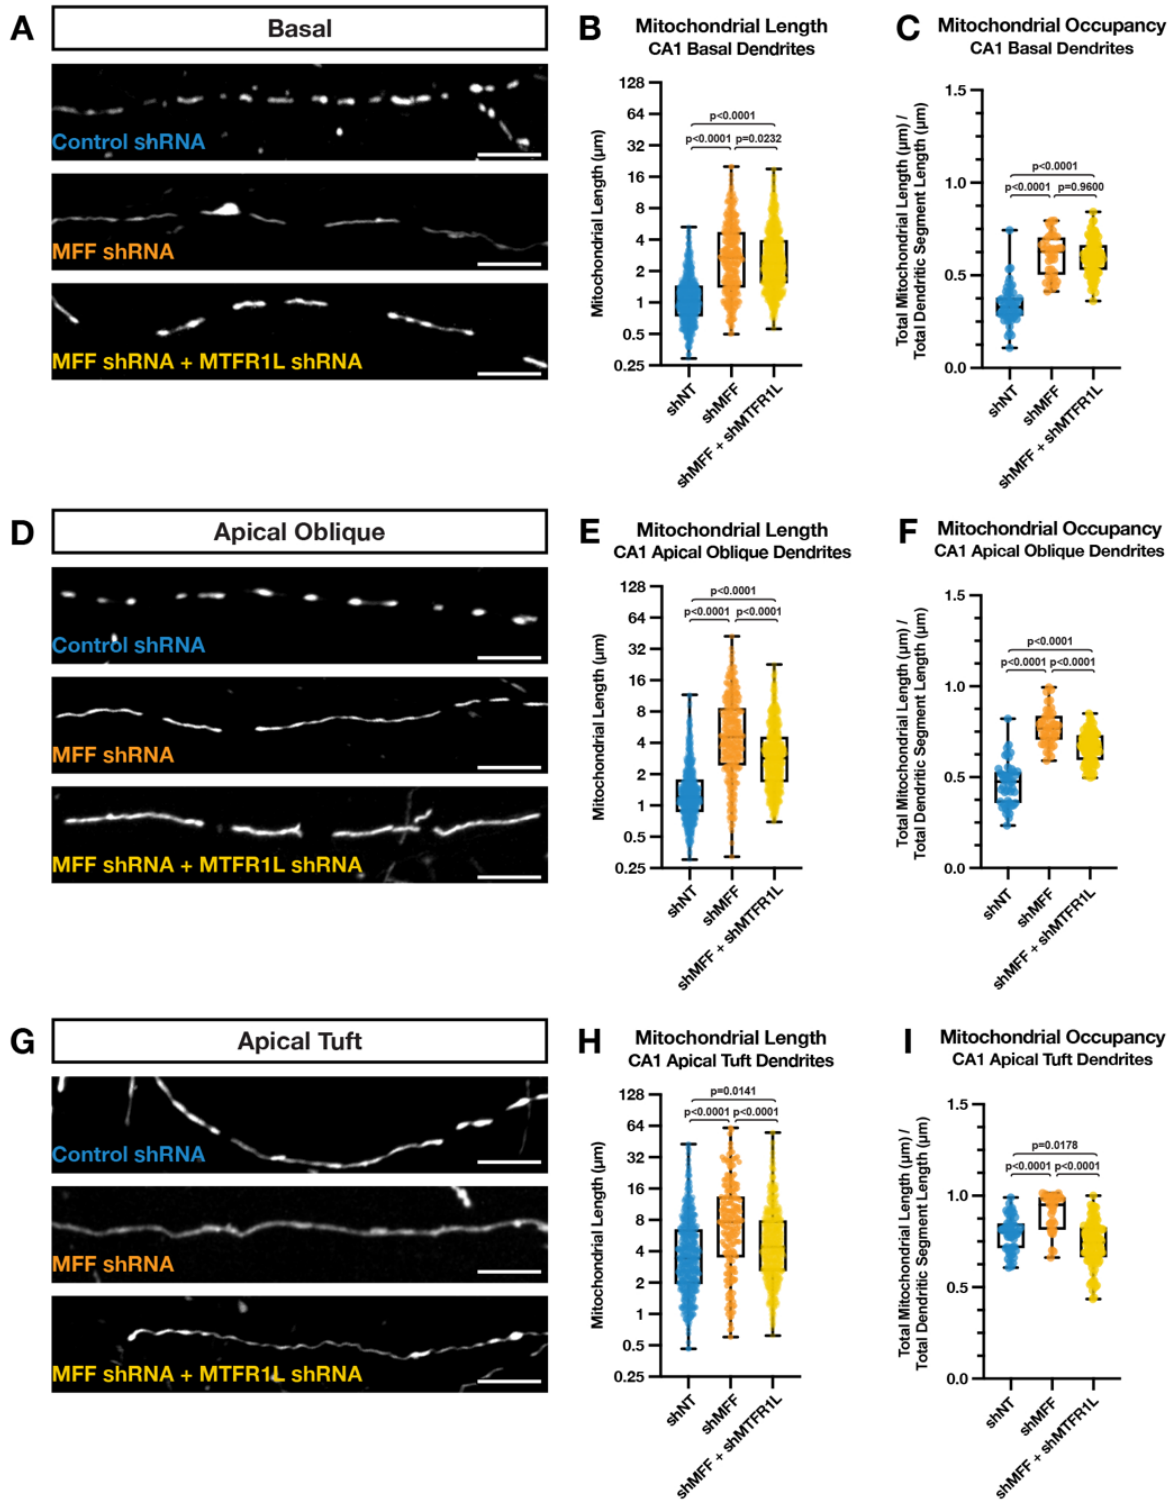 A
Basal
Control shRNA
MFF shRNA
MFF shRNA + MTFR1L shRNA
B
Mitochondrial Length
CA1 Basal Dendrites
Mitochondrial Length (µm)
128
64
32
16
8
4
2
1
0.5
0.25
p<0.0001
p<0.0001
p=0.0232
shNT
shMFF
shMFF + shMTFR1L
C
Mitochondrial Occupancy
CA1 Basal Dendrites
Total Mitochondrial Length (µm) /
Total Dendritic Segment Length (µm)
1.5
1.0
0.5
0.0
p<0.0001
p<0.0001
p=0.9600
shNT
shMFF
shMFF + shMTFR1L
D
Apical Oblique
Control shRNA
MFF shRNA
MFF shRNA + MTFR1L shRNA
E
Mitochondrial Length
CA1 Apical Oblique Dendrites
Mitochondrial Length (µm)
128
64
32
16
8
4
2
1
0.5
0.25
p<0.0001
p<0.0001
p<0.0001
shNT
shMFF
shMFF + shMTFR1L
F
Mitochondrial Occupancy
CA1 Apical Oblique Dendrites
Total Mitochondrial Length (µm) /
Total Dendritic Segment Length (µm)
1.5
1.0
0.5
0.0
p<0.0001
p<0.0001
p<0.0001
shNT
shMFF
shMFF + shMTFR1L
G
Apical Tuft
Control shRNA
MFF shRNA
MFF shRNA + MTFR1L shRNA
H
Mitochondrial Length
CA1 Apical Tuft Dendrites
Mitochondrial Length (µm)
128
64
32
16
8
4
2
1
0.5
0.25
p=0.0141
p<0.0001
p<0.0001
shNT
shMFF
shMFF + shMTFR1L
I
Mitochondrial Occupancy
CA1 Apical Tuft Dendrites
Total Mitochondrial Length (µm) /
Total Dendritic Segment Length (µm)
1.5
1.0
0.5
0.0
p=0.0178
p<0.0001
p<0.0001
shNT
shMFF
shMFF + shMTFR1L